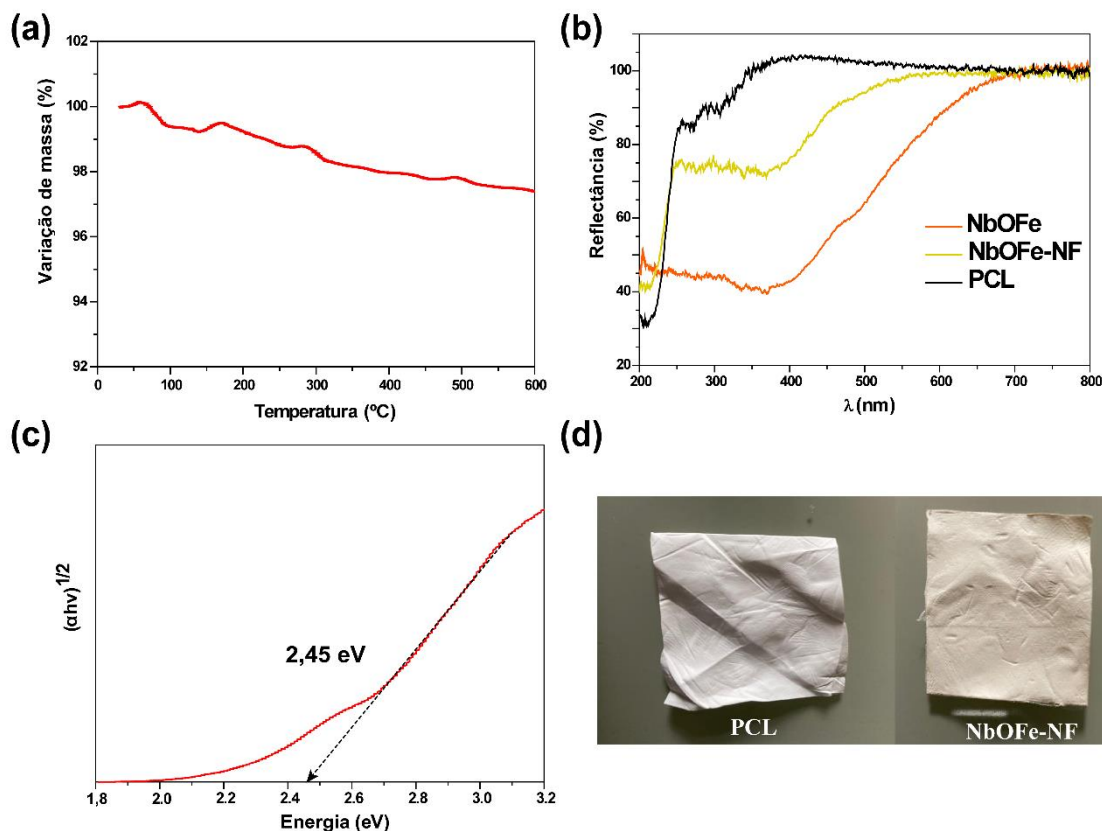 (a)
102
100
98
96
94
92
Variação de massa (%)
0
100
200
300
400
500
600
Temperatura (ºC)
(b)
100
80
60
40
20
Reflectância (%)
NbOFe
NbOFe-NF
PCL
200
300
400
500
600
700
800
λ (nm)
(c)
(αhν)1/2
2,45 eV
1,8
2.0
2.2
2.4
2.6
2.8
3.0
3.2
Energia (eV)
(d)
PCL
NbOFe-NF